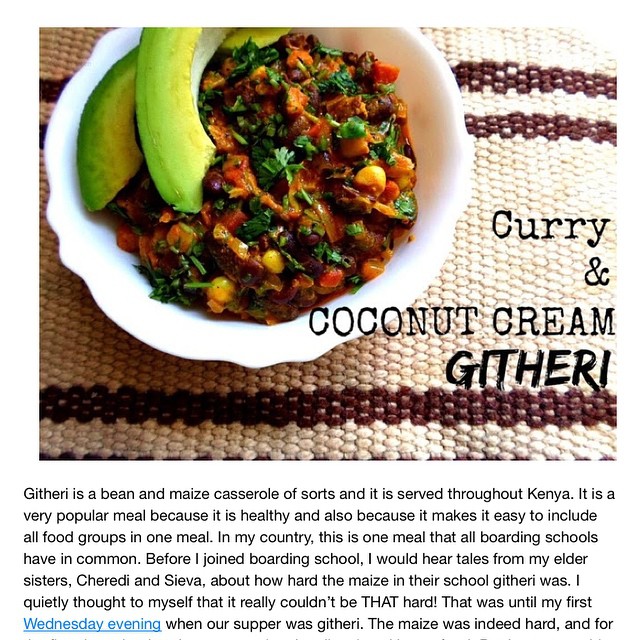 Curry
&
COCONUT CREAM
GITHERI
Githeri is a bean and maize casserole of sorts and it is served throughout Kenya. It is a
very popular meal because it is healthy and also because it makes it easy to include
all food groups in one meal. In my country, this is one meal that all boarding schools
have in common. Before I joined boarding school, I would hear tales from my elder
sisters, Cheredi and Sieva, about how hard the maize in their school githeri was. I
quietly thought to myself that it really couldn’t be THAT hard! That was until my first
Wednesday evening when our supper was githeri. The maize was indeed hard, and for